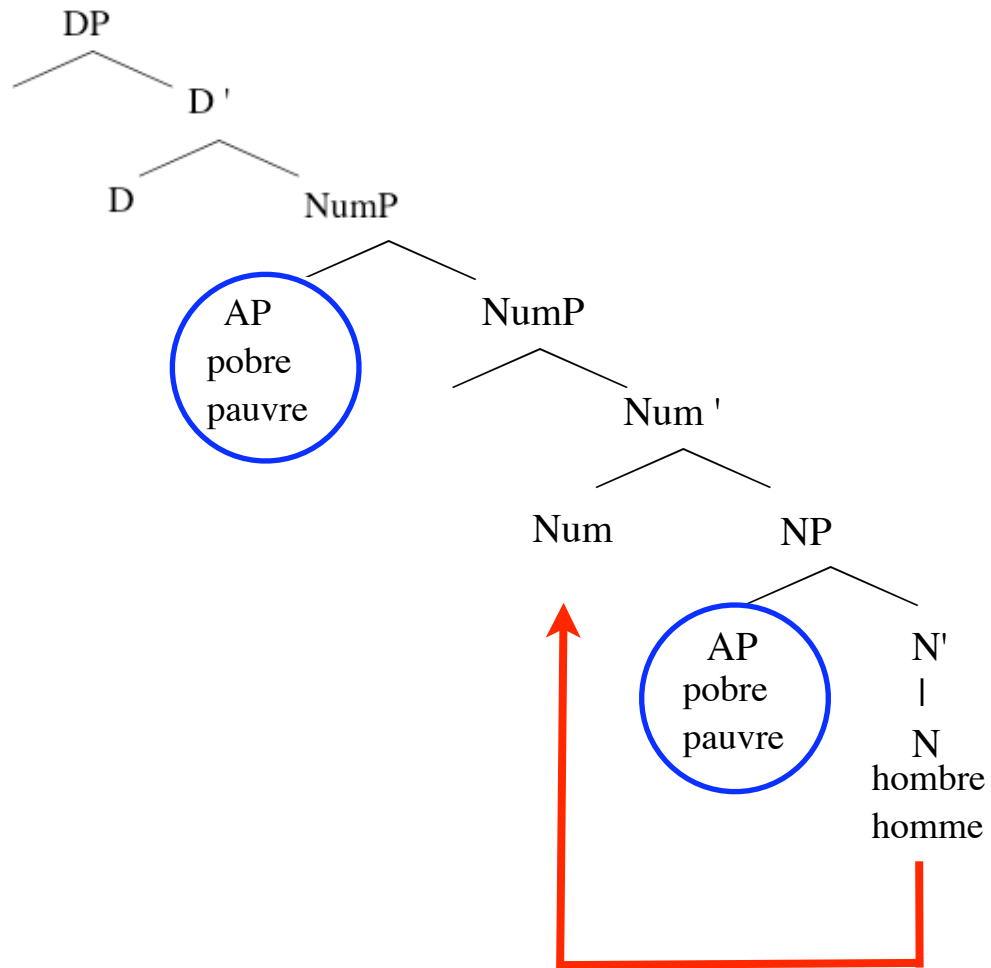 DP
D '
D
NumP
AP
pobre
pauvre
NumP
Num '
Num
NP
AP
pobre
pauvre
N'
N
hombre
homme